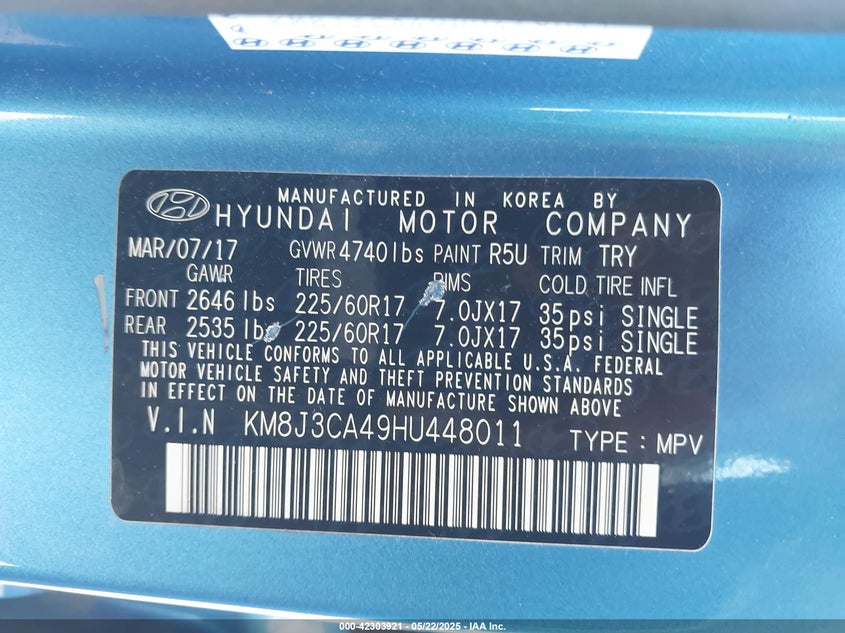 MANUFACTURED IN KOREA BY
HYUNDAI MOTOR COMPANY
MAR/07/17 GVWR 4740lbs PAINT R5U TRIM TRY
GAWR TIRES RIMS COLD TIRE INFL
FRONT 2646 lbs 225/60R17 7.0JX17 35psi SINGLE
REAR 2535 lbs 225/60R17 7.0JX17 35psi SINGLE
THIS VEHICLE CONFORMS TO ALL APPLICABLE U.S.A. FEDERAL
MOTOR VEHICLE SAFETY AND THEFT PREVENTION STANDARDS
IN EFFECT ON THE DATE OF MANUFACTURE SHOWN ABOVE
V.I.N KM8J3CA49HU448011 TYPE : MPV
000-42303921 - 05/22/2025 - IAA Inc.